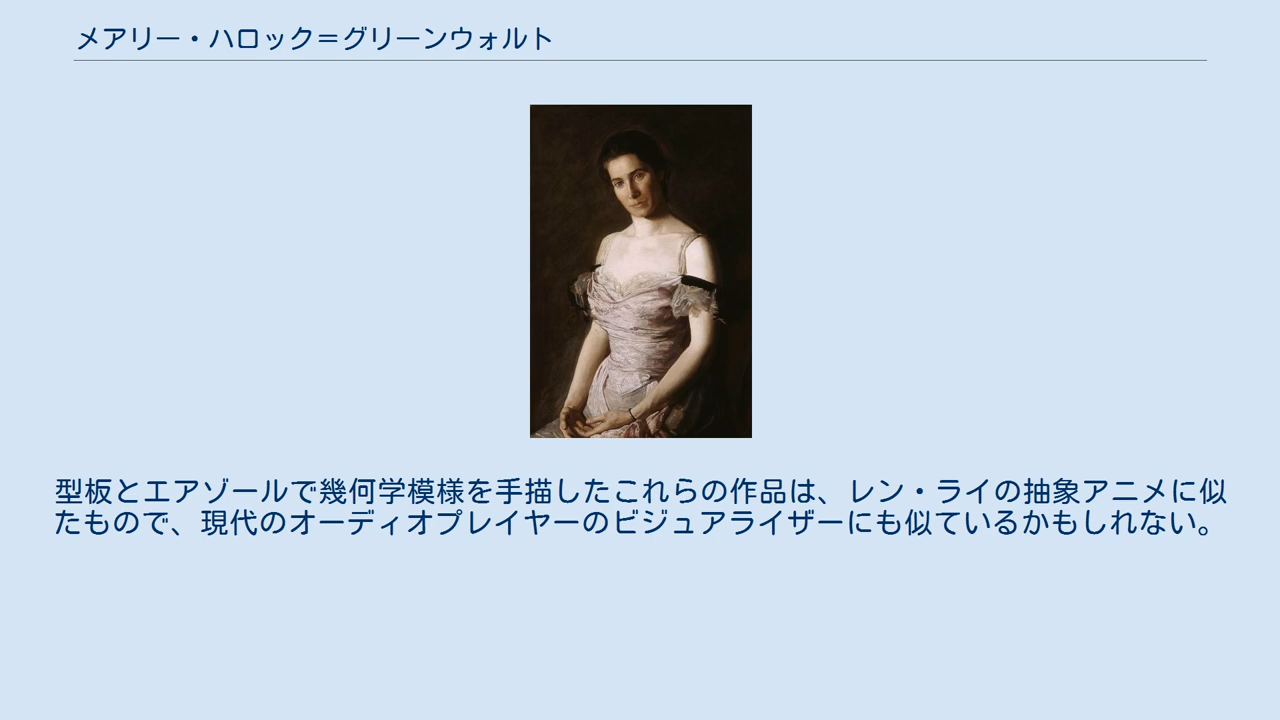 メアリー・ハロック＝グリーンウォルト
型板とエアゾールで幾何学模様を手描したこれらの作品は、レン・ライの抽象アニメに似
たもので、現代のオーディオプレイヤーのビジュアライザーにも似ているかもしれない。